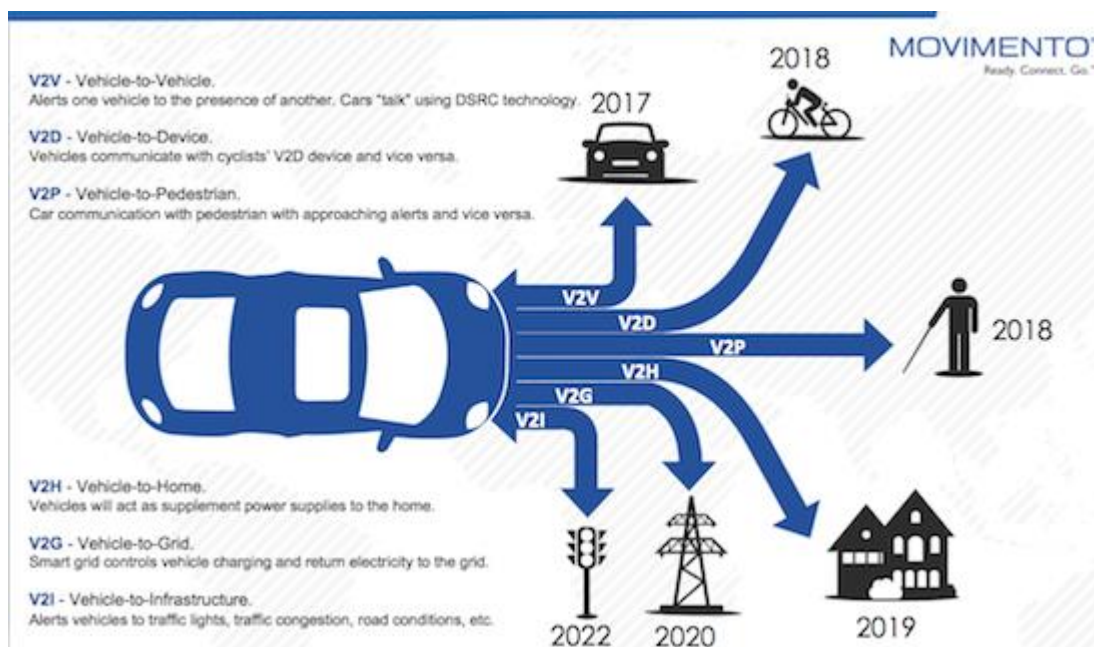 MOVIMENTO
Ready. Connect. Go.
V2V - Vehicle-to-Vehicle.
Alerts one vehicle to the presence of another. Cars "talk" using DSRC technology.
V2D - Vehicle-to-Device.
Vehicles communicate with cyclists' V2D device and vice versa.
V2P - Vehicle-to-Pedestrian.
Car communication with pedestrian with approaching alerts and vice versa.
2017
2018
V2V
V2D
V2P
2018
V2H
V2G
V2I
V2H - Vehicle-to-Home.
Vehicles will act as supplement power supplies to the home.
V2G - Vehicle-to-Grid.
Smart grid controls vehicle charging and return electricity to the grid.
V2I - Vehicle-to-Infrastructure.
Alerts vehicles to traffic lights, traffic congestion, road conditions, etc.
2022
2020
2019